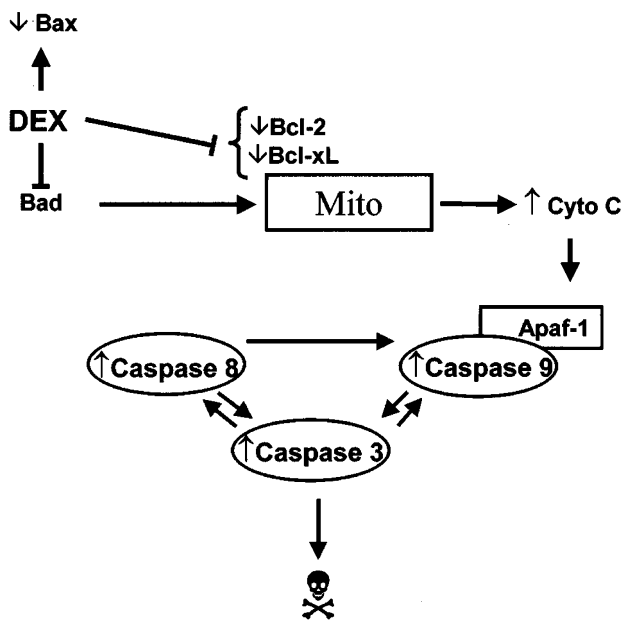 ↓ Bax
DEX
↓Bcl-2
↓Bcl-xL
Bad
Mito
↑ Cyto C
Apaf-1
↑Caspase 8
↑Caspase 9
↑Caspase 3